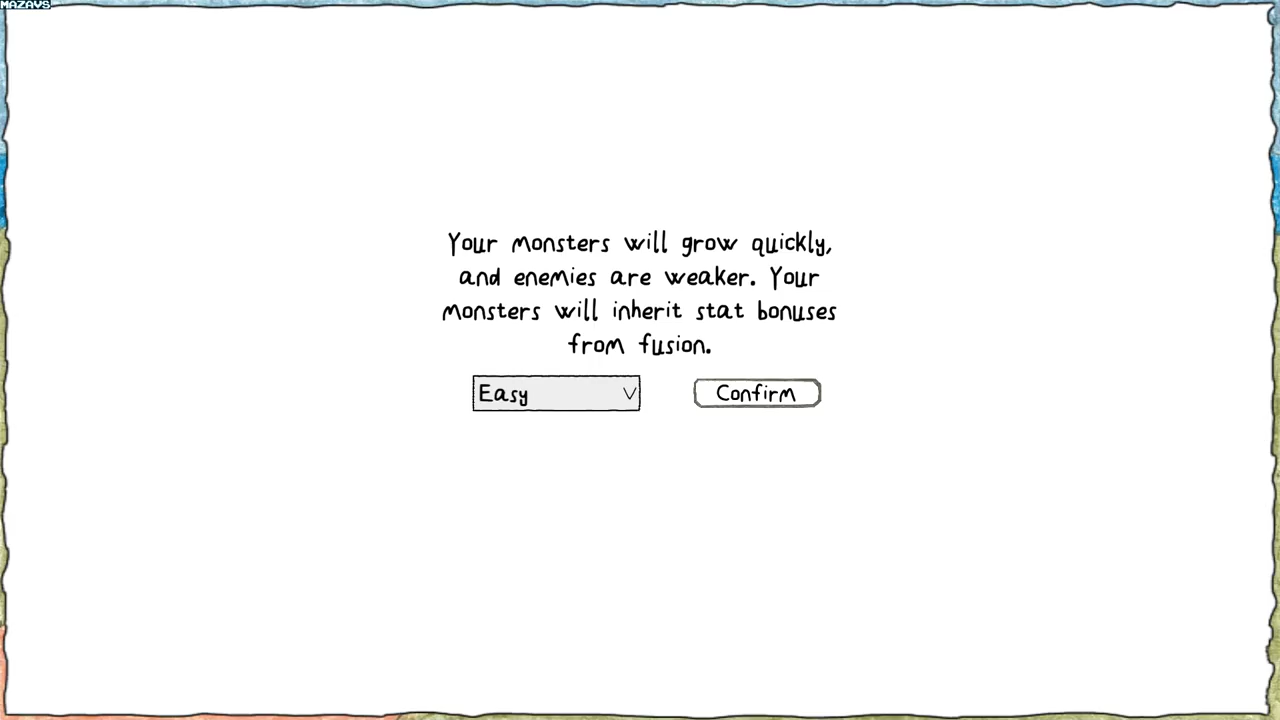 MAZAVS
Your monsters will grow quickly,
and enemies are weaker. Your
monsters will inherit stat bonuses
from fusion.
Easy
Confirm